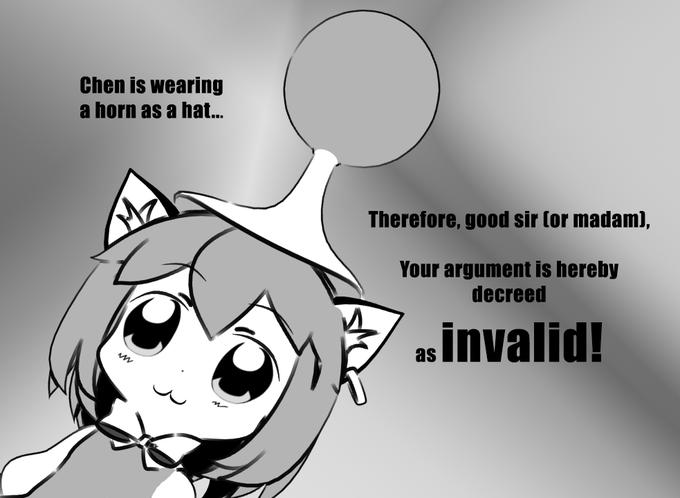 Chen is wearing
a horn as a hat...
Therefore, good sir (or madam),
Your argument is hereby
decreed
as invalid!